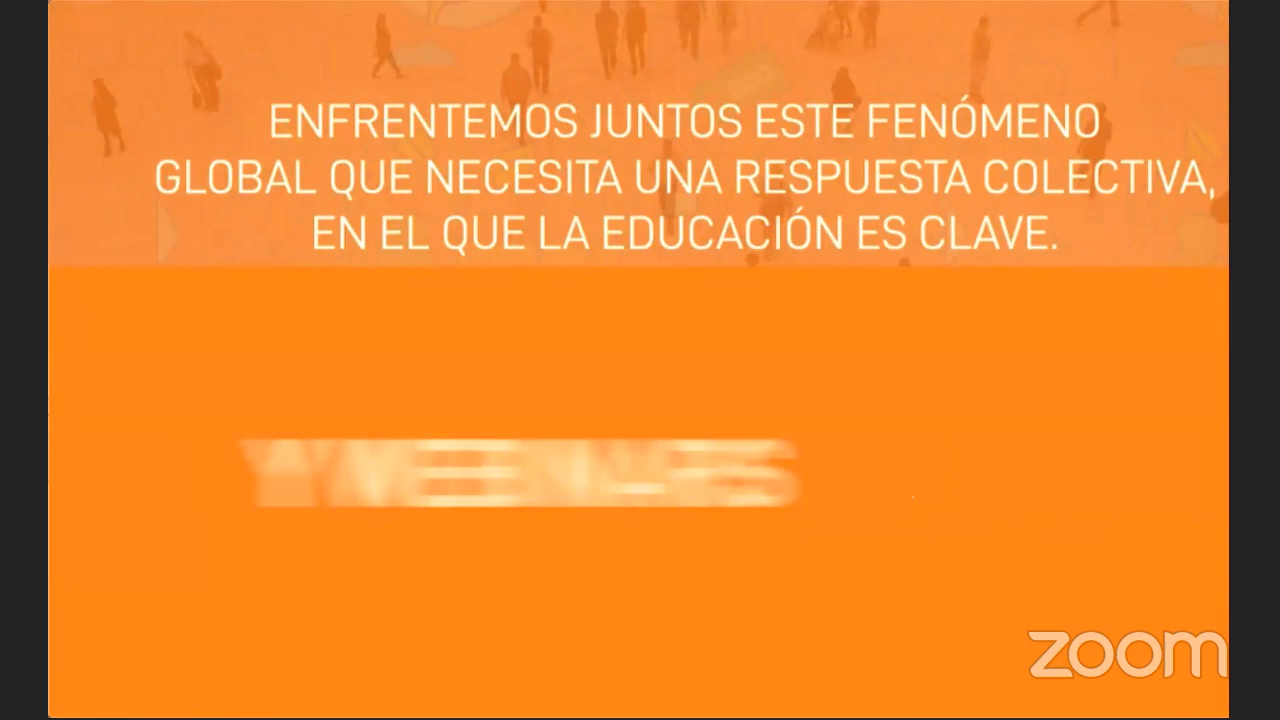 ENFRENTEMOS JUNTOS ESTE FENÓMENO
GLOBAL QUE NECESITA UNA RESPUESTA COLECTIVA,
EN EL QUE LA EDUCACIÓN ES CLAVE.
zoom